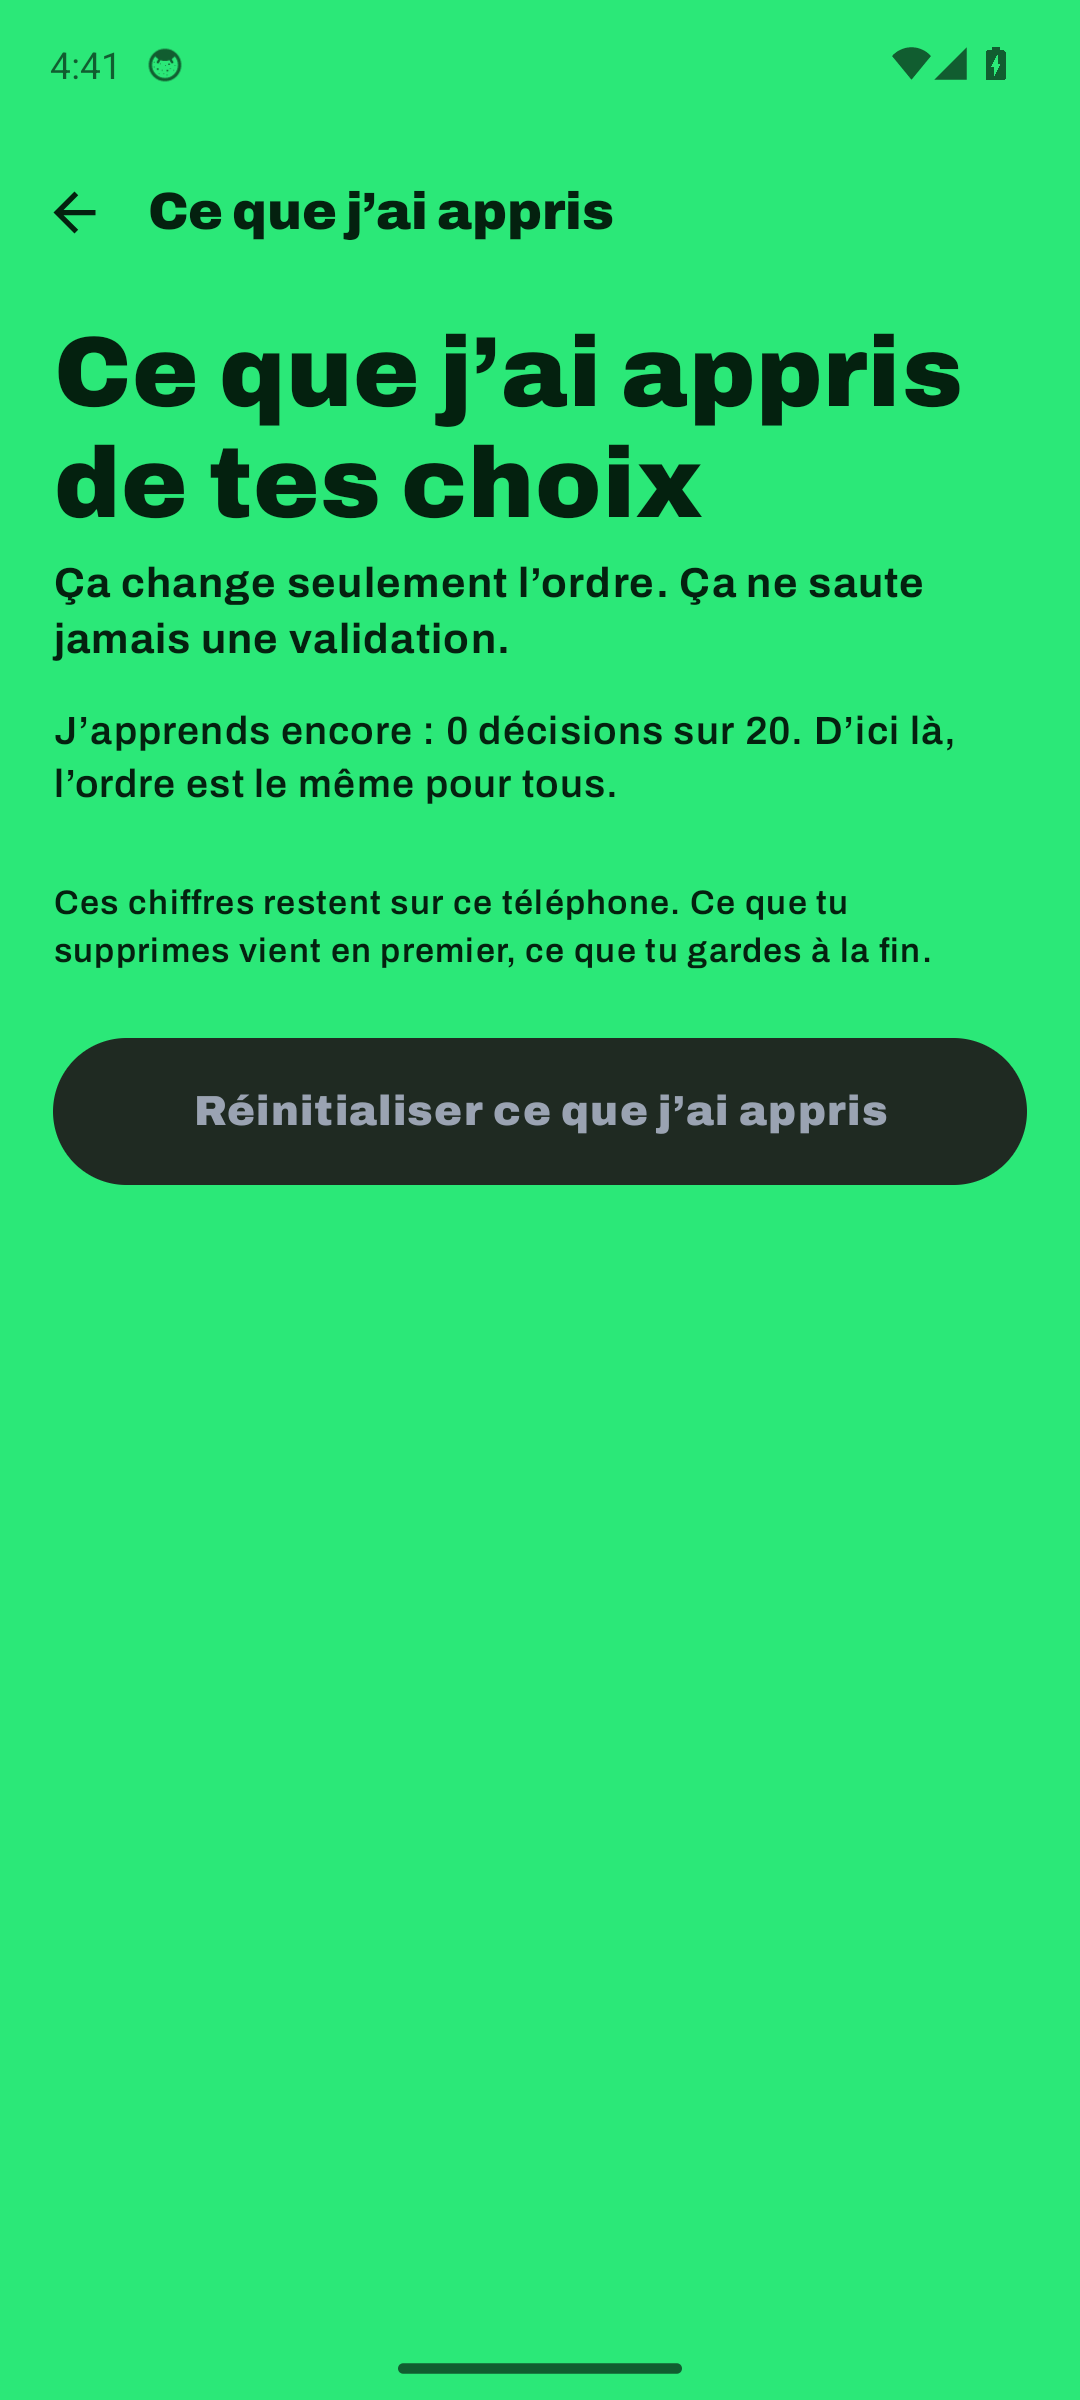 4:41
Ce que j’ai appris
Ce que j’ai appris
de tes choix
Ça change seulement l’ordre. Ça ne saute
jamais une validation.
J’apprends encore : 0 décisions sur 20. D’ici là,
l’ordre est le même pour tous.
Ces chiffres restent sur ce téléphone. Ce que tu
supprimes vient en premier, ce que tu gardes à la fin.
Réinitialiser ce que j’ai appris